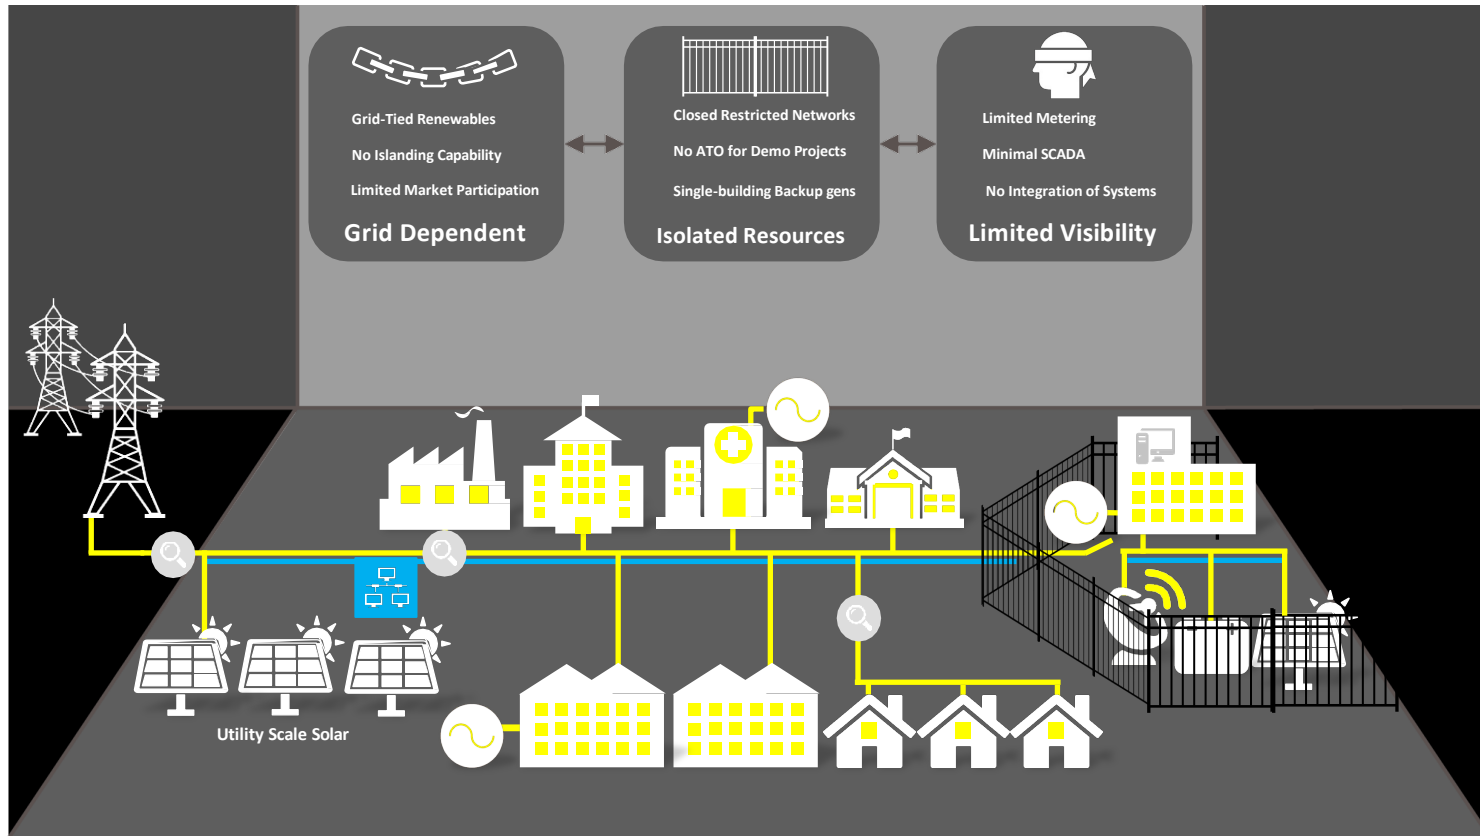 Grid-Tied Renewables
No Islanding Capability
Limited Market Participation
Grid Dependent
Closed Restricted Networks
No ATO for Demo Projects
Single-building Backup gens
Isolated Resources
Limited Metering
Minimal SCADA
No Integration of Systems
Limited Visibility
Utility Scale Solar